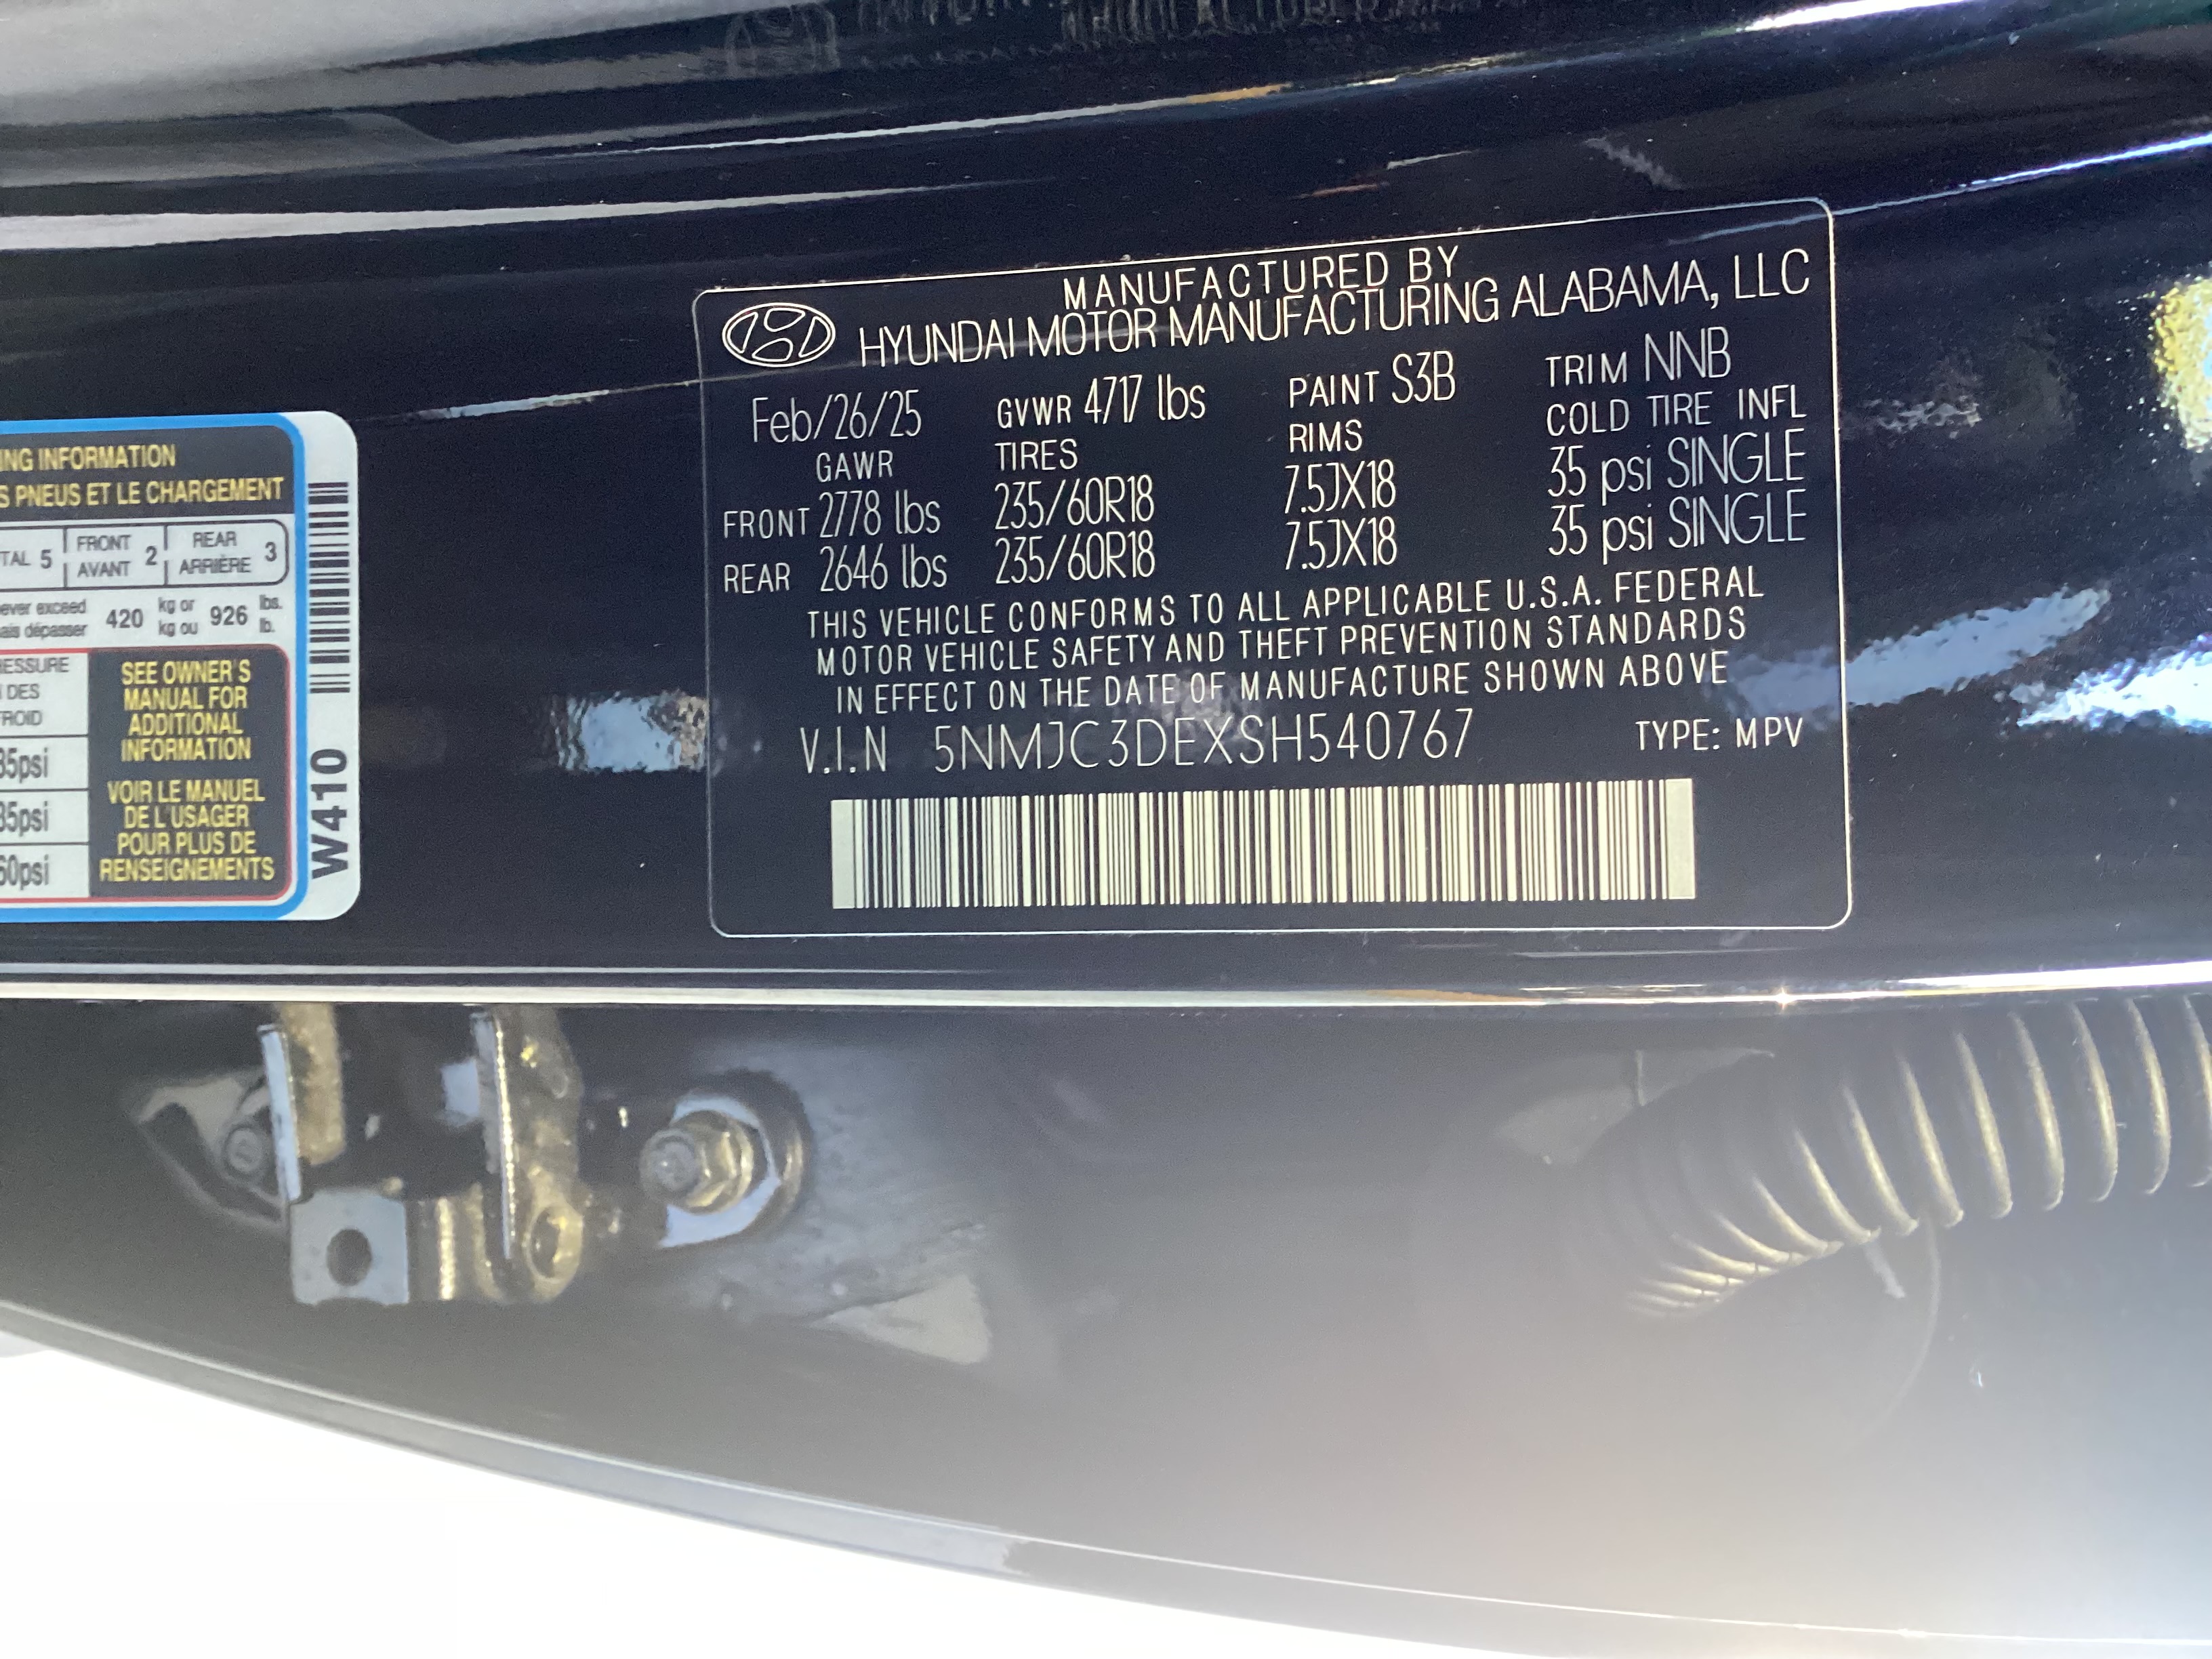 MANUFACTURED BY
HYUNDAI MOTOR MANUFACTURING ALABAMA, LLC
Feb/26/25 GVWR 4717 lbs PAINT S3B TRIM NNB
GAWR TIRES RIMS COLD TIRE INFL
FRONT 2778 lbs 235/60R18 7.5JX18 35 psi SINGLE
REAR 2646 lbs 235/60R18 7.5JX18 35 psi SINGLE
THIS VEHICLE CONFORMS TO ALL APPLICABLE U.S.A. FEDERAL
MOTOR VEHICLE SAFETY AND THEFT PREVENTION STANDARDS
IN EFFECT ON THE DATE OF MANUFACTURE SHOWN ABOVE
V.I.N 5NMJC3DEXSH540767 TYPE: MPV
ING INFORMATION
S PNEUS ET LE CHARGEMENT
TAL 5 FRONT 2 REAR 3
AVANT ARRIÈRE
ever exceed 420 kg or 926 lbs.
ais dépasser kg ou lb.
ESSURE
DES
ROID
35psi
35psi
60psi
SEE OWNER'S
MANUAL FOR
ADDITIONAL
INFORMATION
VOIR LE MANUEL
DE L'USAGER
POUR PLUS DE
RENSEIGNEMENTS
W410